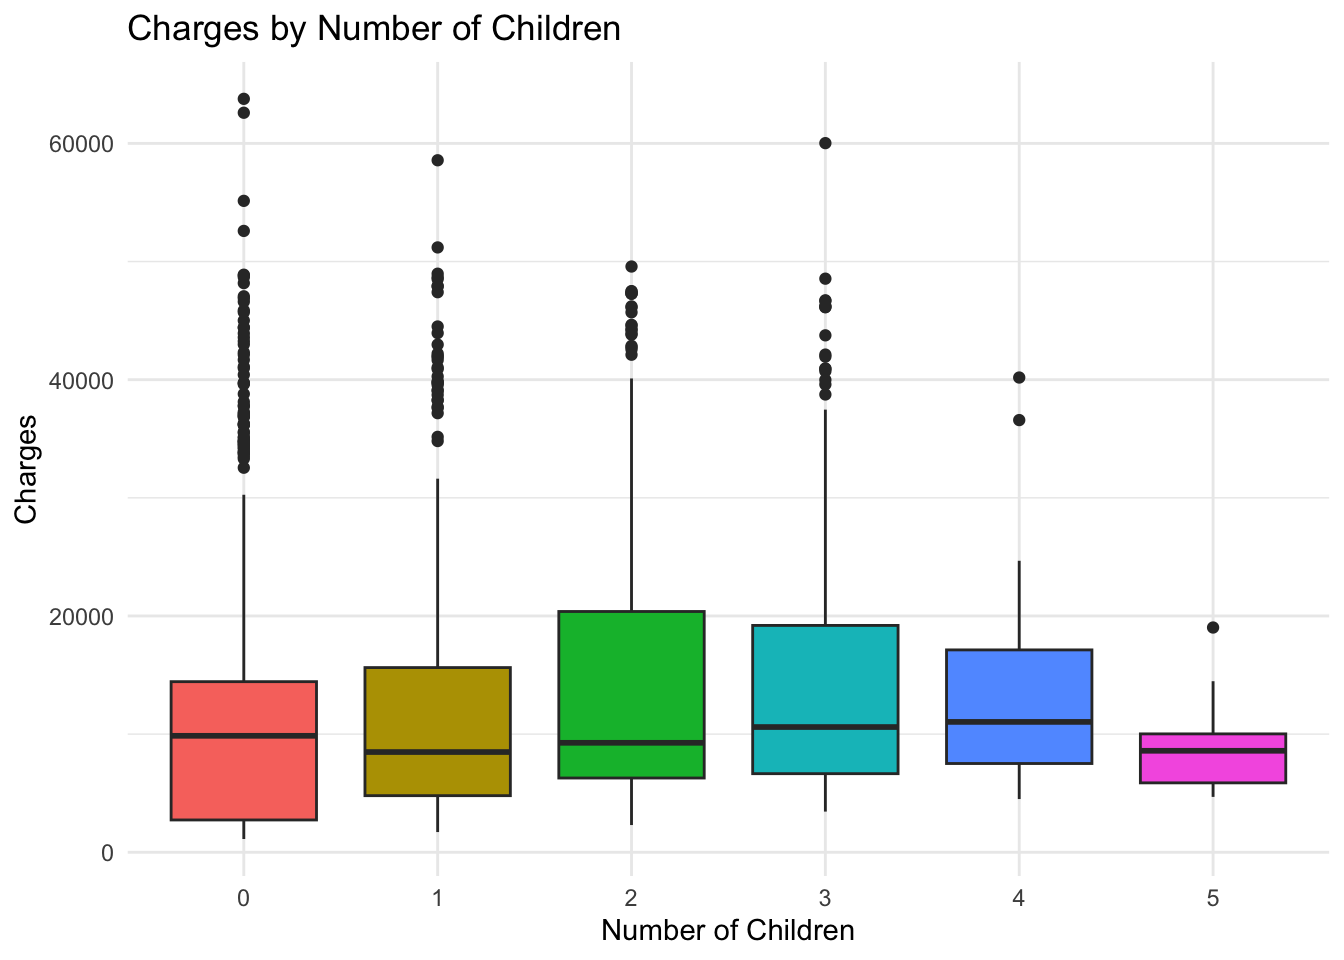 Charges by Number of Children
Charges
60000
40000
20000
0
0 1 2 3 4 5
Number of Children